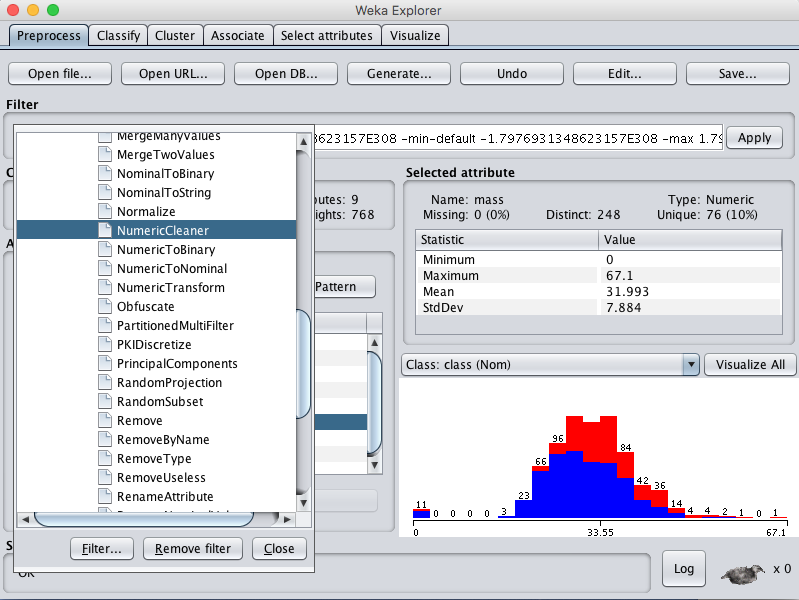 Weka Explorer
Preprocess Classify Cluster Associate Select attributes Visualize
Open file... Open URL... Open DB... Generate... Undo Edit... Save...
Filter
8623157E308 -min-default -1.7976931348623157E308 -max 1.79
Apply
MergeManyValues
MergeTwoValues
NominalToBinary
NominalToString
Normalize
NumericCleaner
NumericToBinary
NumericToNominal
NumericTransform
Obfuscate
PartitionedMultiFilter
PKIDiscretize
PrincipalComponents
RandomProjection
RandomSubset
Remove
RemoveByName
RemoveType
RemoveUseless
RenameAttribute
Filter... Remove filter Close
utes: 9
ights: 768
Pattern
Selected attribute
Name: mass Type: Numeric
Missing: 0 (0%) Distinct: 248 Unique: 76 (10%)
Statistic Value
Minimum 0
Maximum 67.1
Mean 31.993
StdDev 7.884
Class: class (Nom) Visualize All
11 0 0 0 0 3 23 66 96 84 42 36 14 4 4 2 1 0 1
0 33.55 67.1
OK
Log x 0